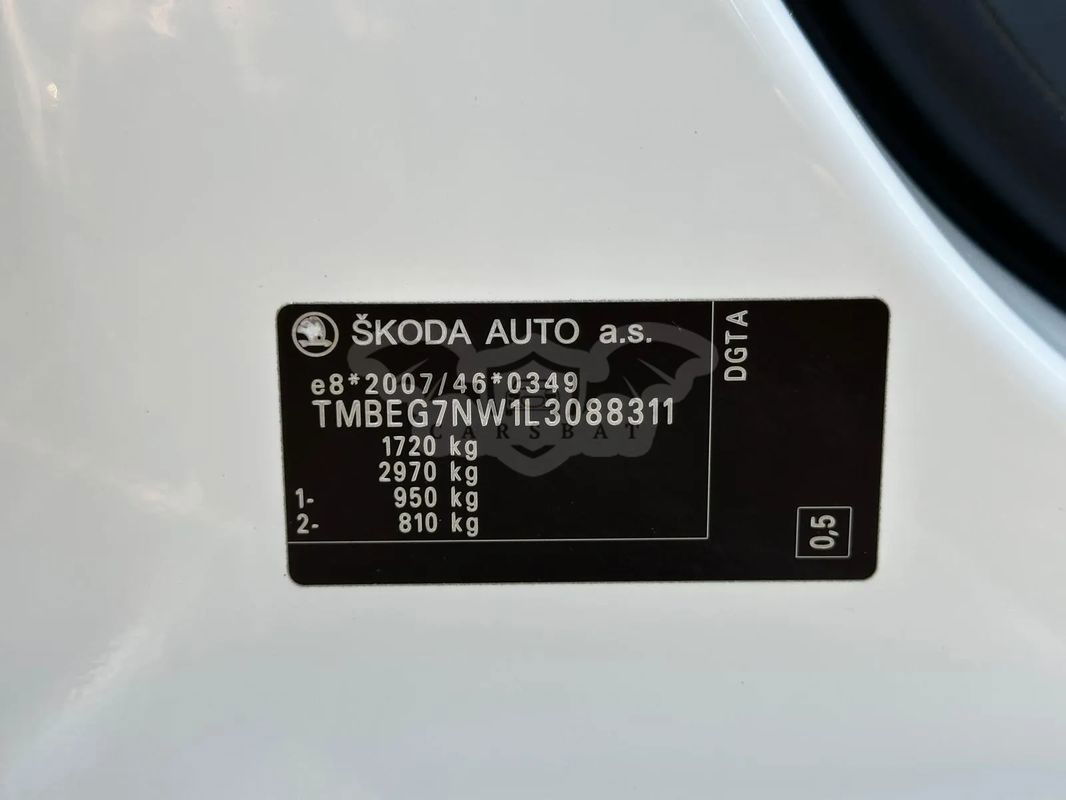 ŠKODA AUTO a.s.
e8*2007/46*0349
TMBEG7NW1L3088311
CARSBAT
1720 kg
2970 kg
1- 950 kg
2- 810 kg
DGTA
0,5